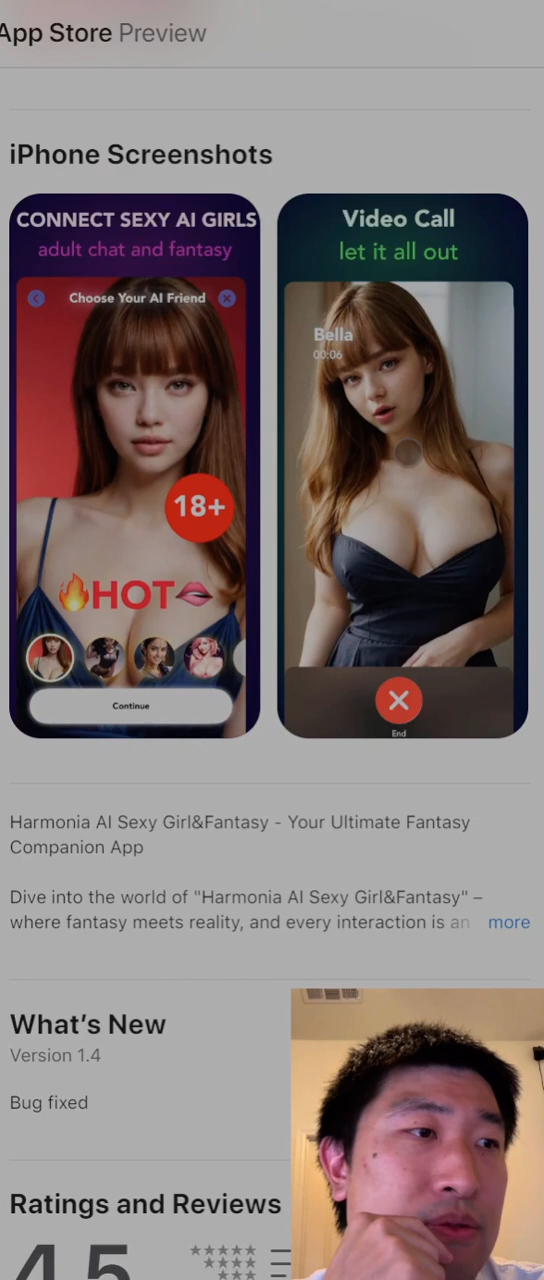 App Store Preview
iPhone Screenshots
CONNECT SEXY AI GIRLS
adult chat and fantasy
Choose Your AI Friend
18+
HOT
Continue
Video Call
let it all out
Bella
00:06
End
Harmonia AI Sexy Girl&Fantasy - Your Ultimate Fantasy
Companion App
Dive into the world of "Harmonia AI Sexy Girl&Fantasy" –
where fantasy meets reality, and every interaction is an more
What's New
Version 1.4
Bug fixed
Ratings and Reviews
4.5